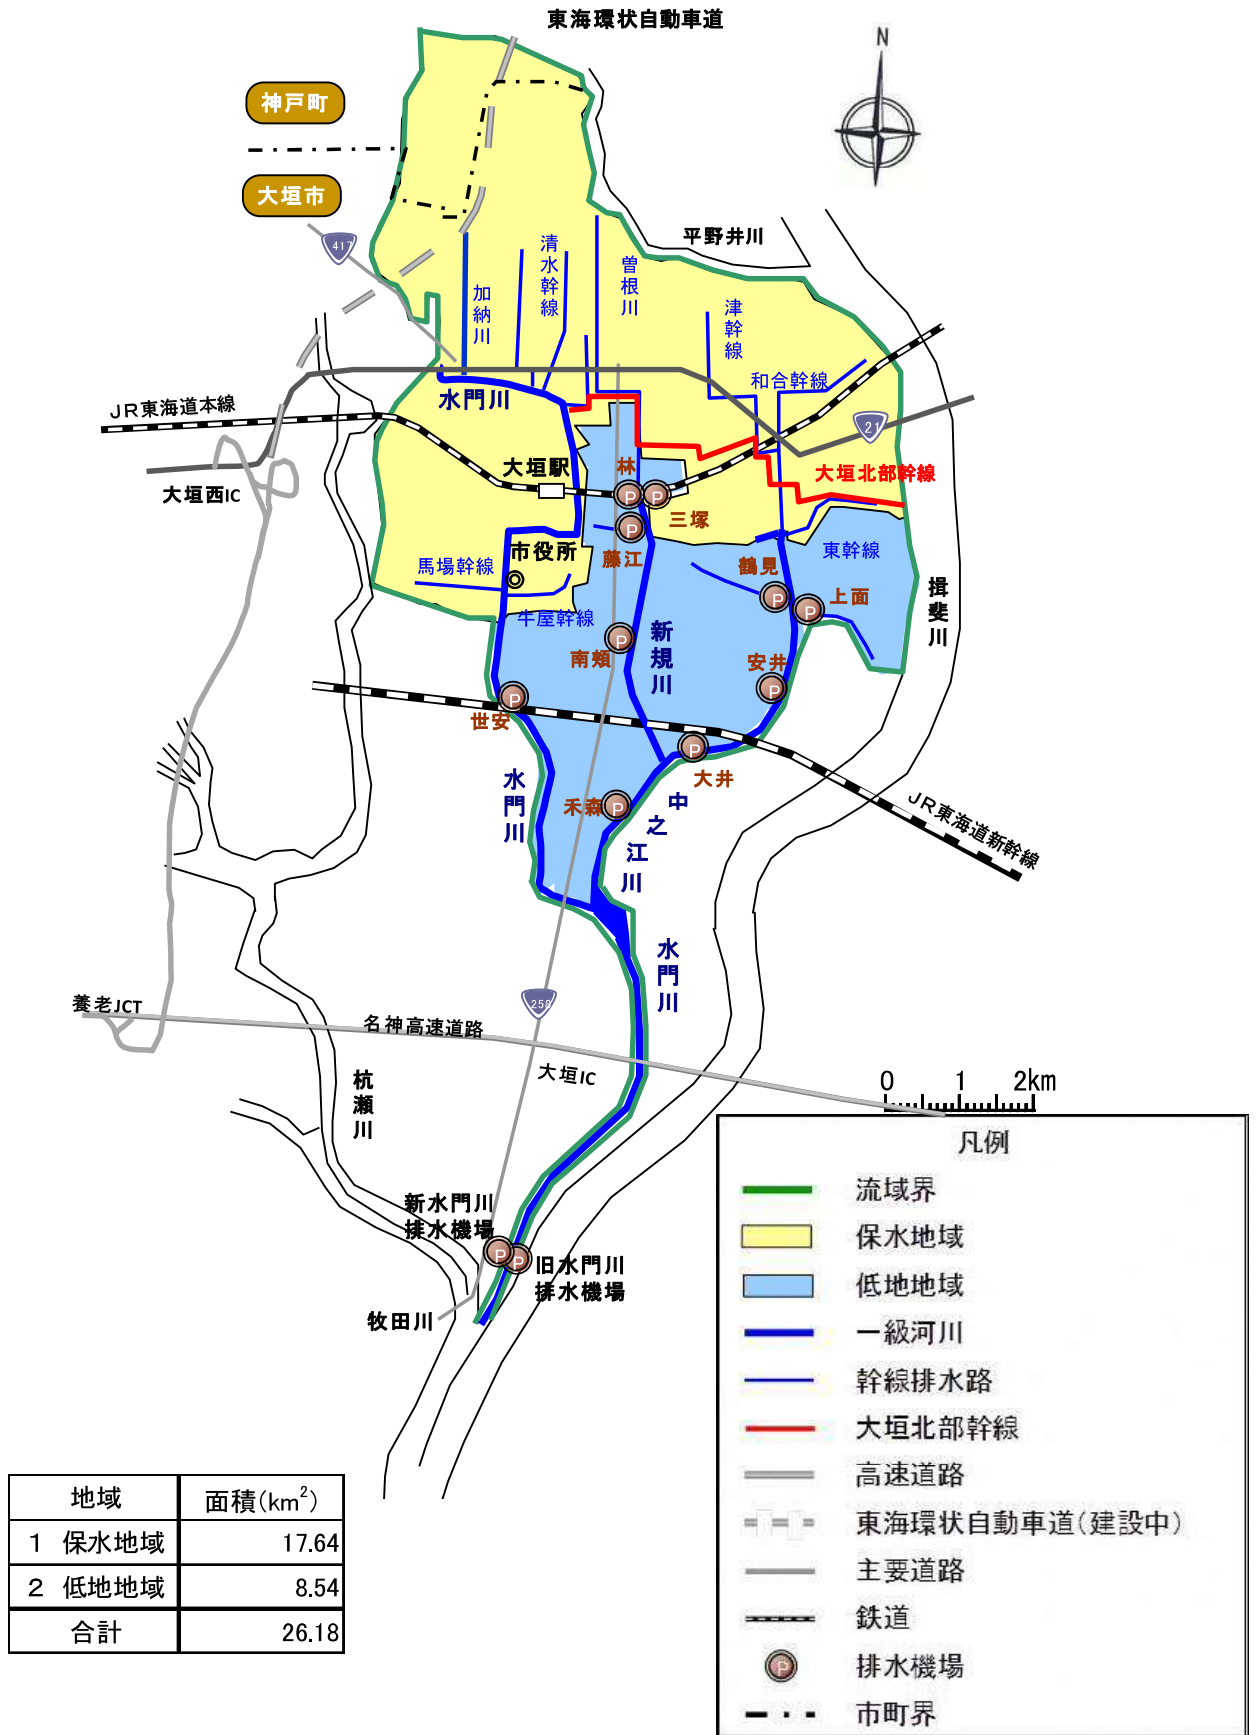 東海環状自動車道
N
神戸町
大垣市
417
平野井川
清水幹線
曽根川
加納川
津幹線
和合幹線
水門川
JR東海道本線
21
大垣駅
林
大垣北部幹線
大垣西IC
P
P
三塚
P
市役所
藤江
東幹線
馬場幹線
鶴見
P
上面
P
揖斐川
牛屋幹線
新規川
P
南頬
安井
P
P
世安
P
大井
水門川
禾森
P
中之江川
JR東海道新幹線
水門川
養老JCT
258
名神高速道路
大垣IC
杭瀬川
0 1 2km
新水門川
排水機場
P
P
旧水門川
排水機場
牧田川
凡例
流域界
保水地域
低地地域
一級河川
幹線排水路
大垣北部幹線
高速道路
東海環状自動車道(建設中)
主要道路
鉄道
P 排水機場
市町界
地域 面積(km²)
1 保水地域 17.64
2 低地地域 8.54
合計 26.18